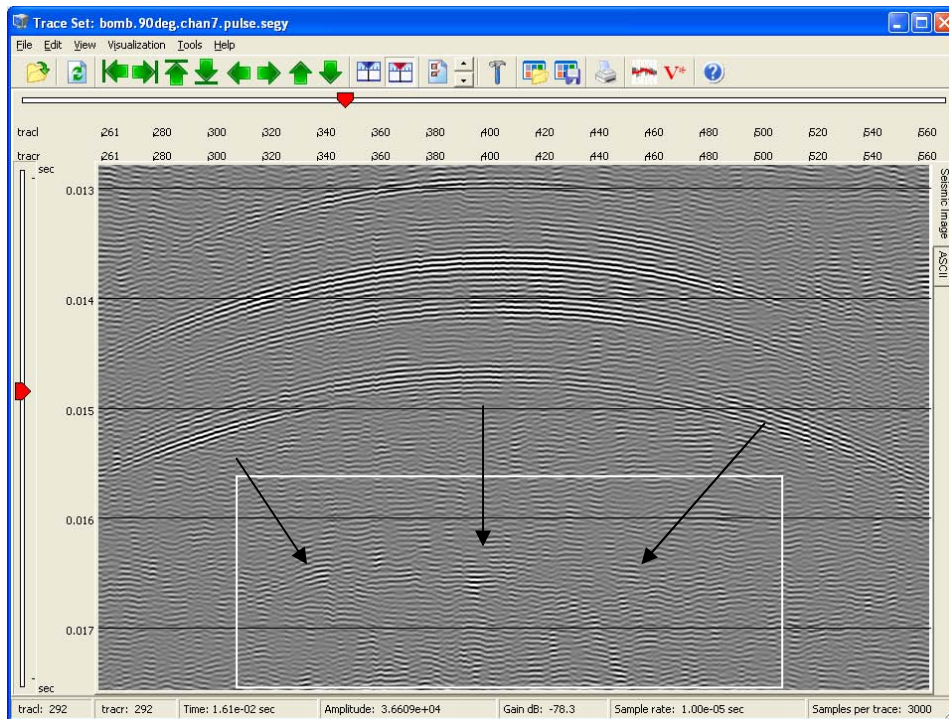 Trace Set: bomb.90deg.chan7.pulse.segy
File Edit View Visualization Tools Help
V*
tracl 261 280 300 320 340 360 380 400 420 440 460 480 500 520 540 560
tracr 261 280 300 320 340 360 380 400 420 440 460 480 500 520 540 560
sec
0.013
0.014
0.015
0.016
0.017
sec
Seismic Image
ASCII
tracl: 292 tracr: 292 Time: 1.61e-02 sec Amplitude: 3.6609e+04 Gain dB: -78.3 Sample rate: 1.00e-05 sec Samples per trace: 3000